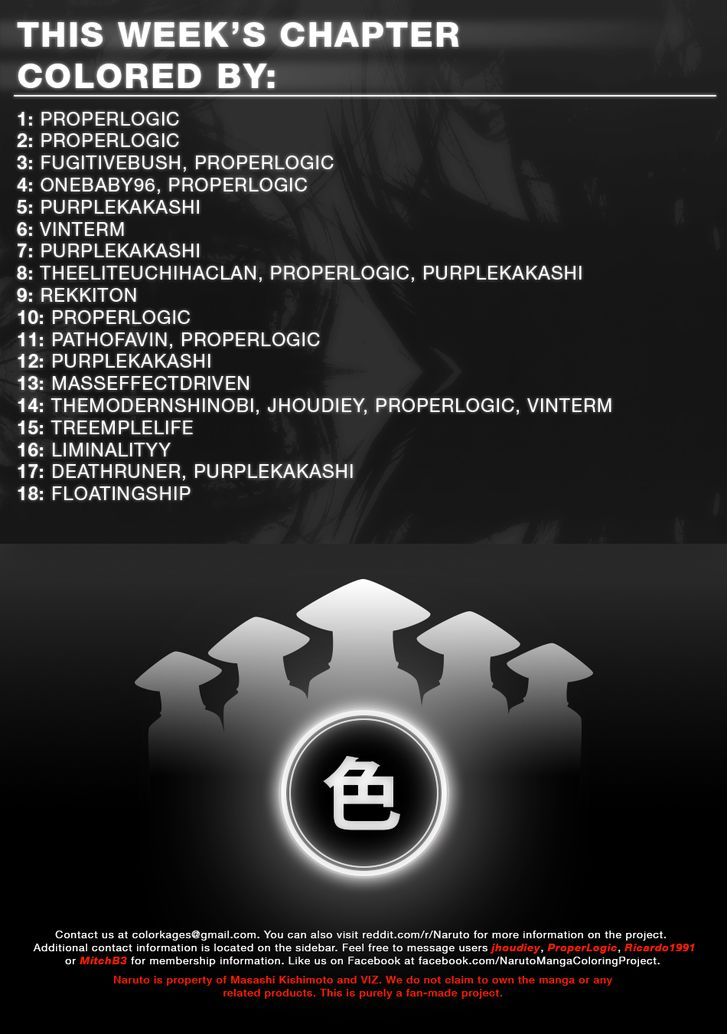 THIS WEEK'S CHAPTER
COLORED BY:
1: PROPERLOGIC
2: PROPERLOGIC
3: FUGITIVEBUSH, PROPERLOGIC
4: ONEBABY96, PROPERLOGIC
5: PURPLEKAKASHI
6: VINTERM
7: PURPLEKAKASHI
8: THEELITEUCHIHACLAN, PROPERLOGIC, PURPLEKAKASHI
9: REKKITON
10: PROPERLOGIC
11: PATHOFAVIN, PROPERLOGIC
12: PURPLEKAKASHI
13: MASSEFFECTDRIVEN
14: THEMODERNSHINOBI, JHOUDIEY, PROPERLOGIC, VINTERM
15: TREEMPLELIFE
16: LIMINALITYY
17: DEATHRUNER, PURPLEKAKASHI
18: FLOATINGSHIP
色
Contact us at colorkages@gmail.com. You can also visit reddit.com/r/Naruto for more information on the project.
Additional contact information is located on the sidebar. Feel free to message users jhoudiey, ProperLogic, Ricardo1991
or MitchB3 for membership information. Like us on Facebook at facebook.com/NarutoMangaColoringProject.
Naruto is property of Masashi Kishimoto and VIZ. We do not claim to own the manga or any
related products. This is purely a fan-made project.